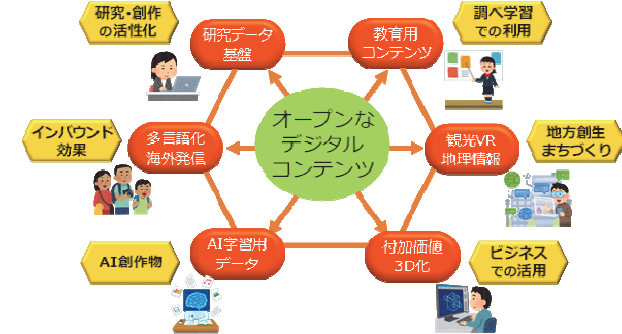 研究・創作
の活性化
研究データ
基盤
教育用
コンテンツ
調べ学習
での利用
オープンな
デジタル
コンテンツ
インバウンド
効果
多言語化
海外発信
観光VR
地理情報
地方創生
まちづくり
AI創作物
AI学習用
データ
付加価値
3D化
ビジネス
での活用